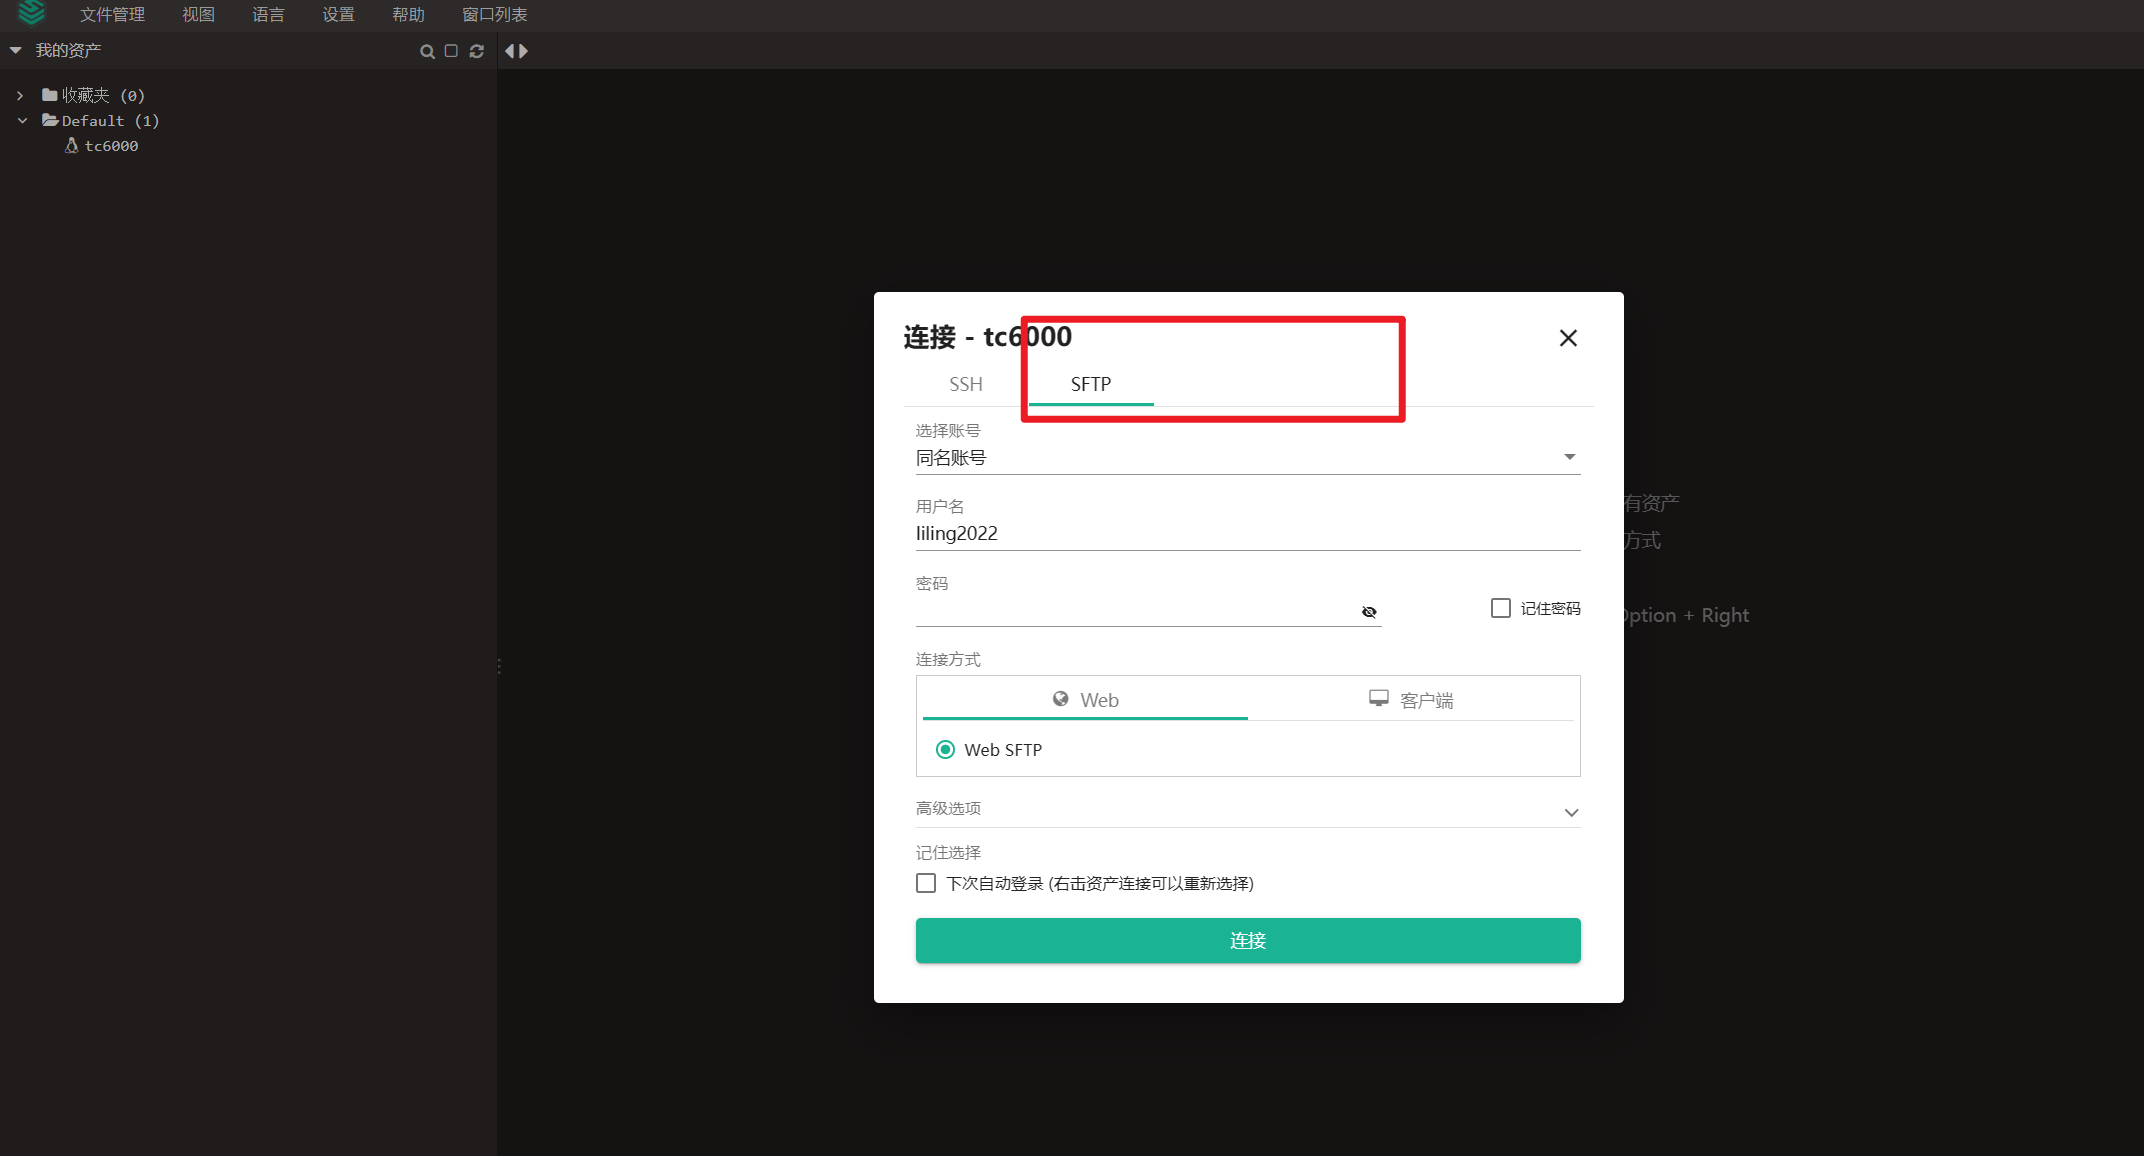 文件管理 视图 语言 设置 帮助 窗口列表
我的资产
收藏夹 (0)
Default (1)
tc6000
连接 - tc6000
SSH SFTP
选择账号
同名账号
用户名
liling2022
密码
记住密码
连接方式
Web 客户端
Web SFTP
高级选项
记住选择
下次自动登录 (右击资产连接可以重新选择)
连接
有资产
方式
Option + Right